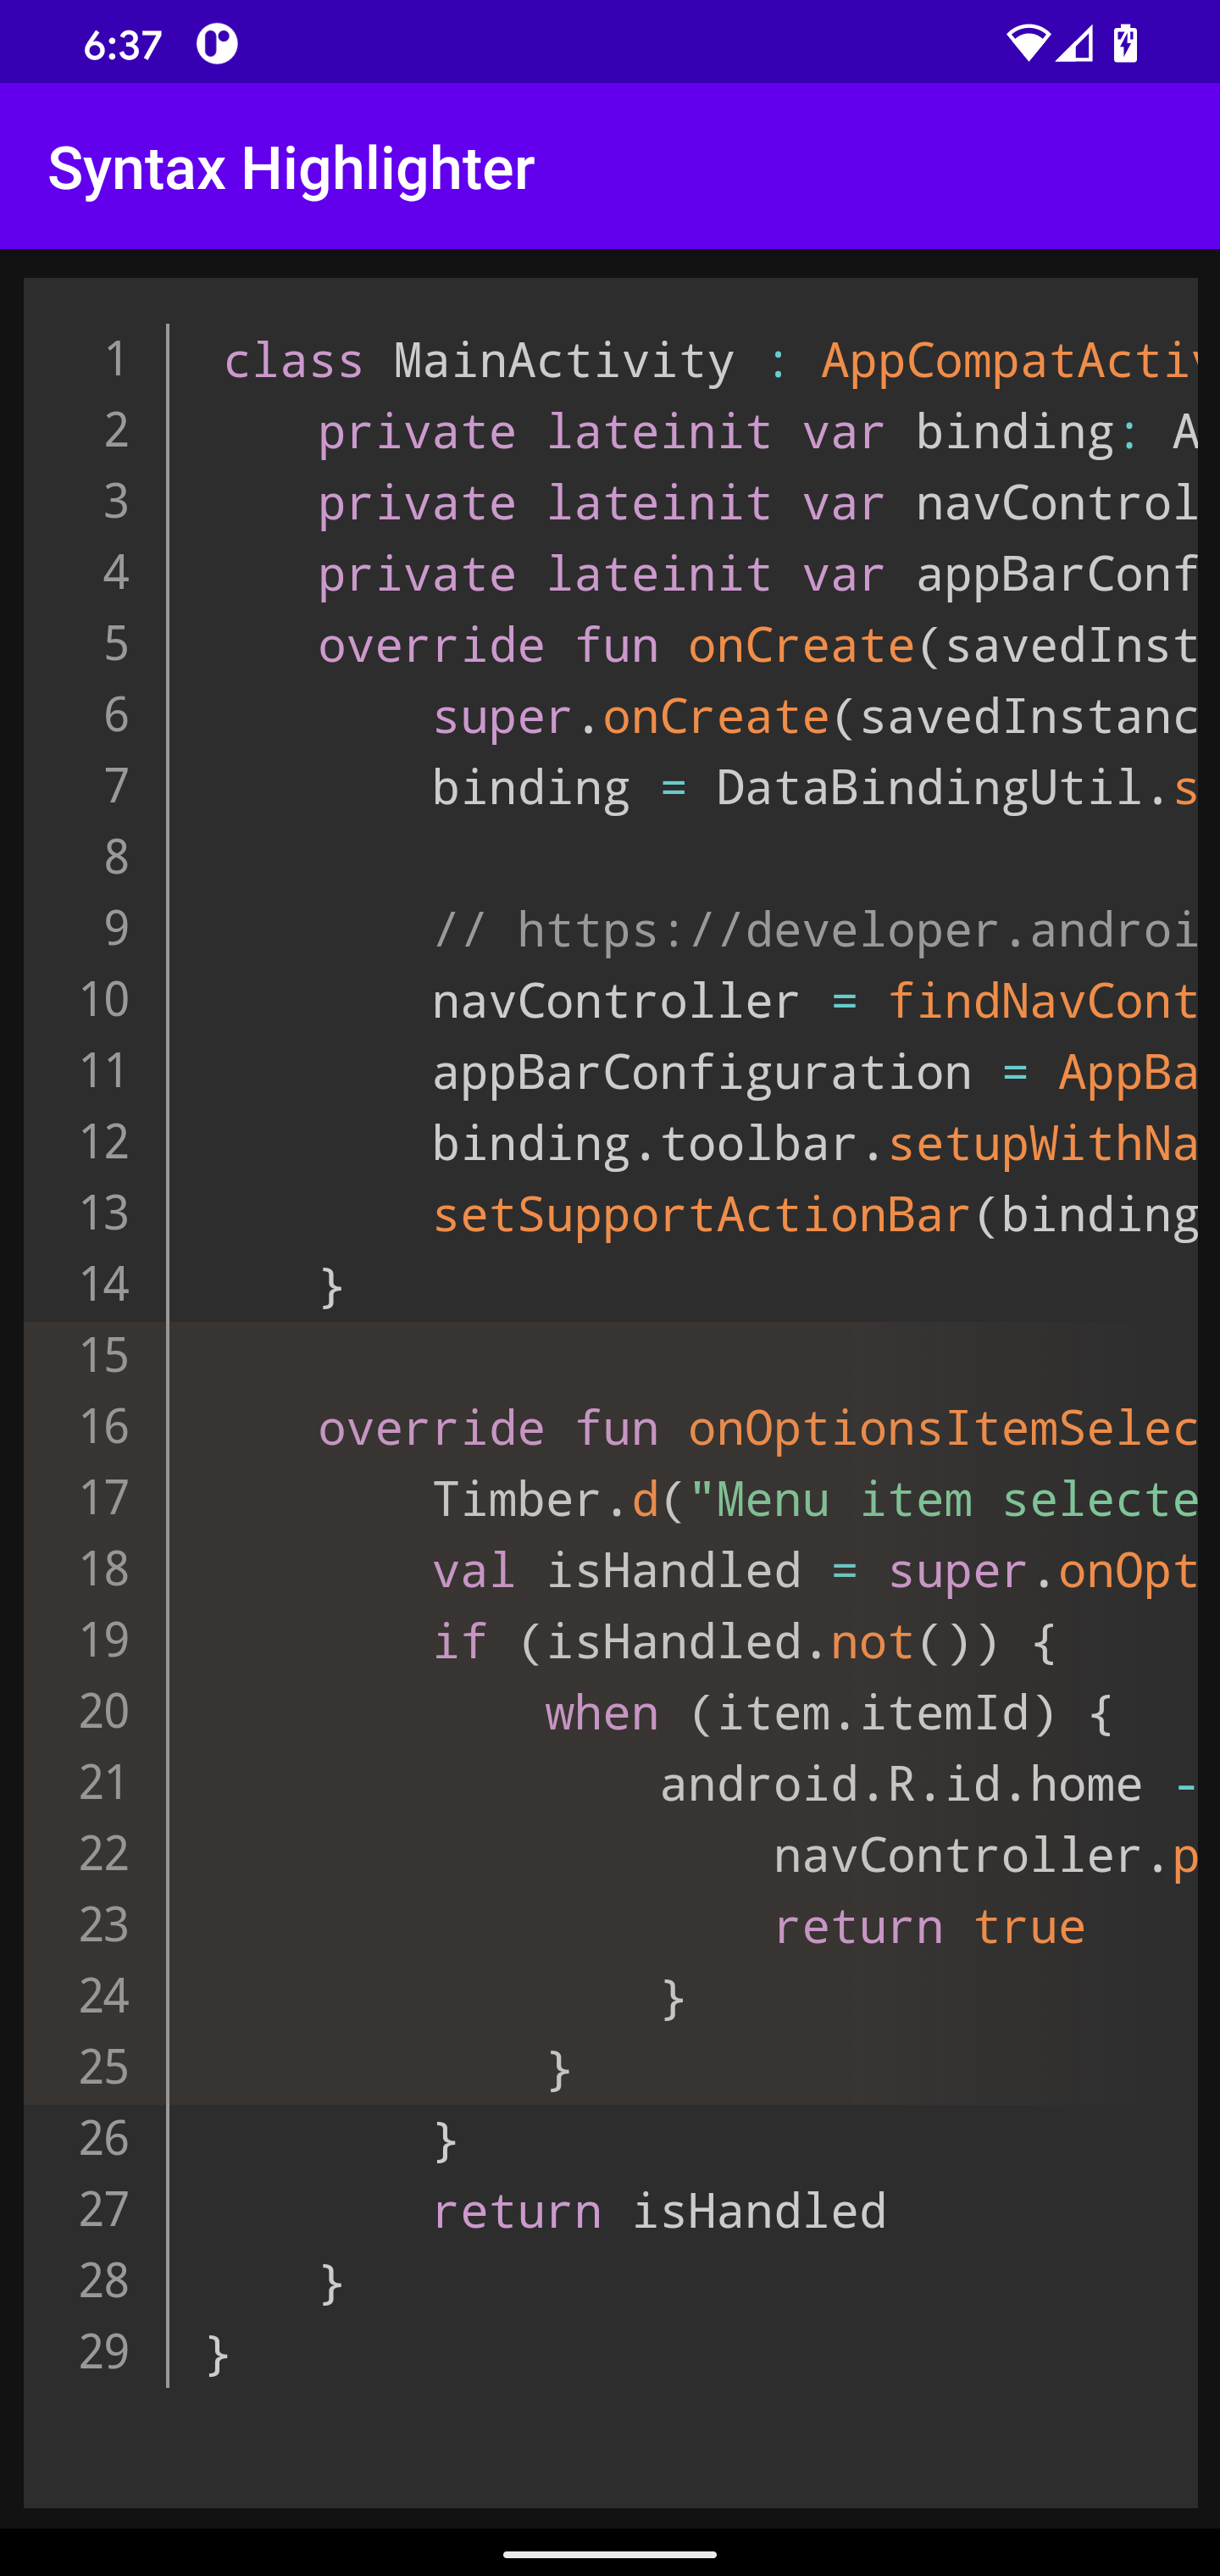 6:37
Syntax Highlighter
1 class MainActivity : AppCompatActiv
2 private lateinit var binding: A
3 private lateinit var navControl
4 private lateinit var appBarConf
5 override fun onCreate(savedInst
6 super.onCreate(savedInstanc
7 binding = DataBindingUtil.s
8
9 // https://developer.androi
10 navController = findNavCont
11 appBarConfiguration = AppBa
12 binding.toolbar.setupWithNa
13 setSupportActionBar(binding
14 }
15
16 override fun onOptionsItemSelec
17 Timber.d("Menu item selecte
18 val isHandled = super.onOpt
19 if (isHandled.not()) {
20 when (item.itemId) {
21 android.R.id.home -
22 navController.p
23 return true
24 }
25 }
26 }
27 return isHandled
28 }
29 }